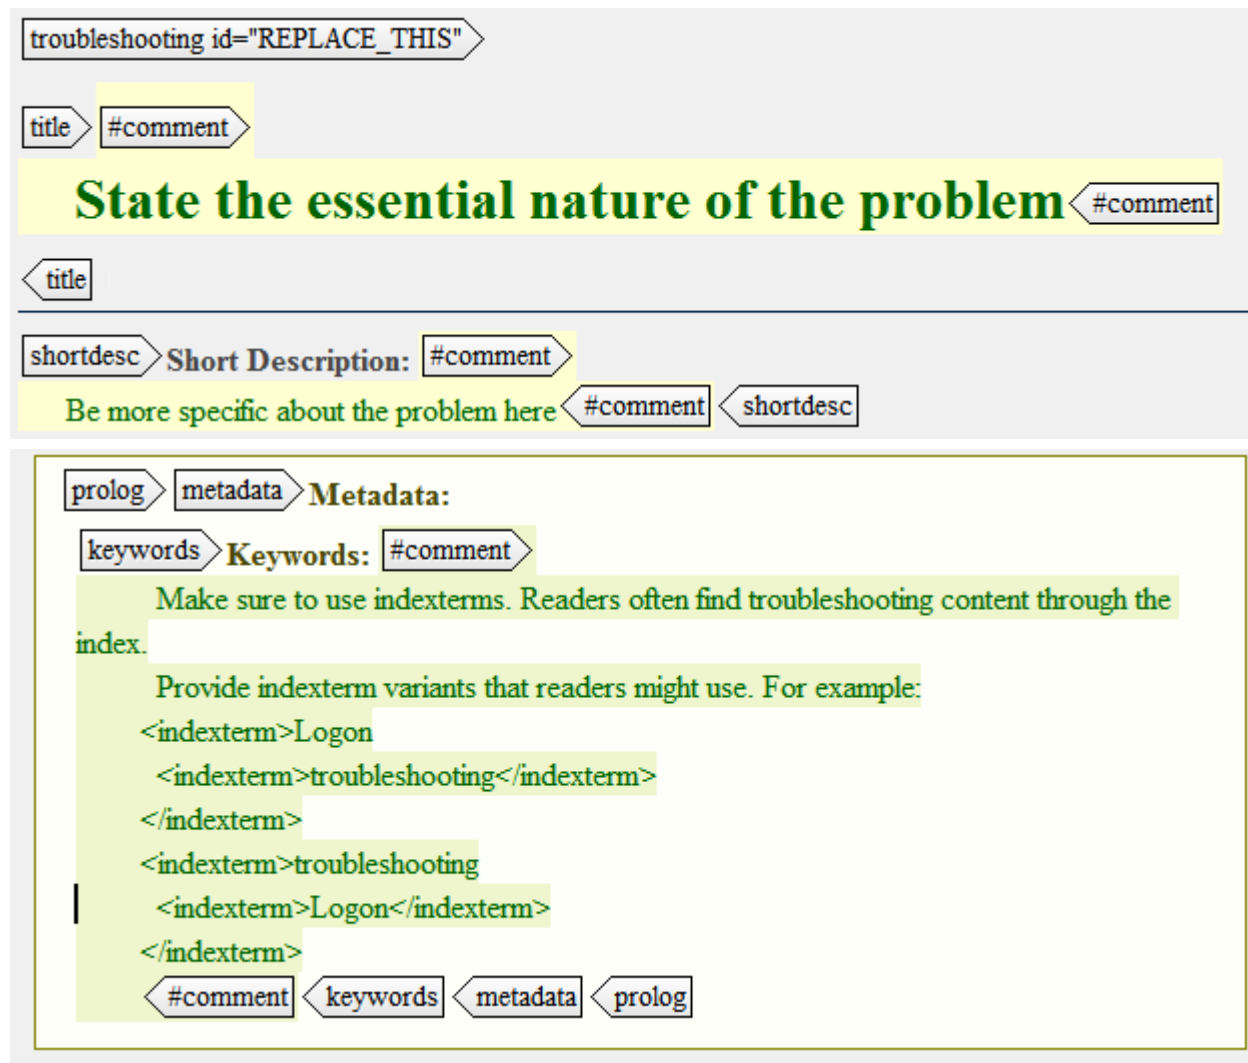 troubleshooting id="REPLACE_THIS"
title #comment
State the essential nature of the problem #comment
title
shortdesc Short Description: #comment
Be more specific about the problem here #comment shortdesc
prolog metadata Metadata:
keywords Keywords: #comment
Make sure to use indexterms. Readers often find troubleshooting content through the
index.
Provide indexterm variants that readers might use. For example:
<indexterm>Logon
<indexterm>troubleshooting</indexterm>
</indexterm>
<indexterm>troubleshooting
<indexterm>Logon</indexterm>
</indexterm>
#comment keywords metadata prolog